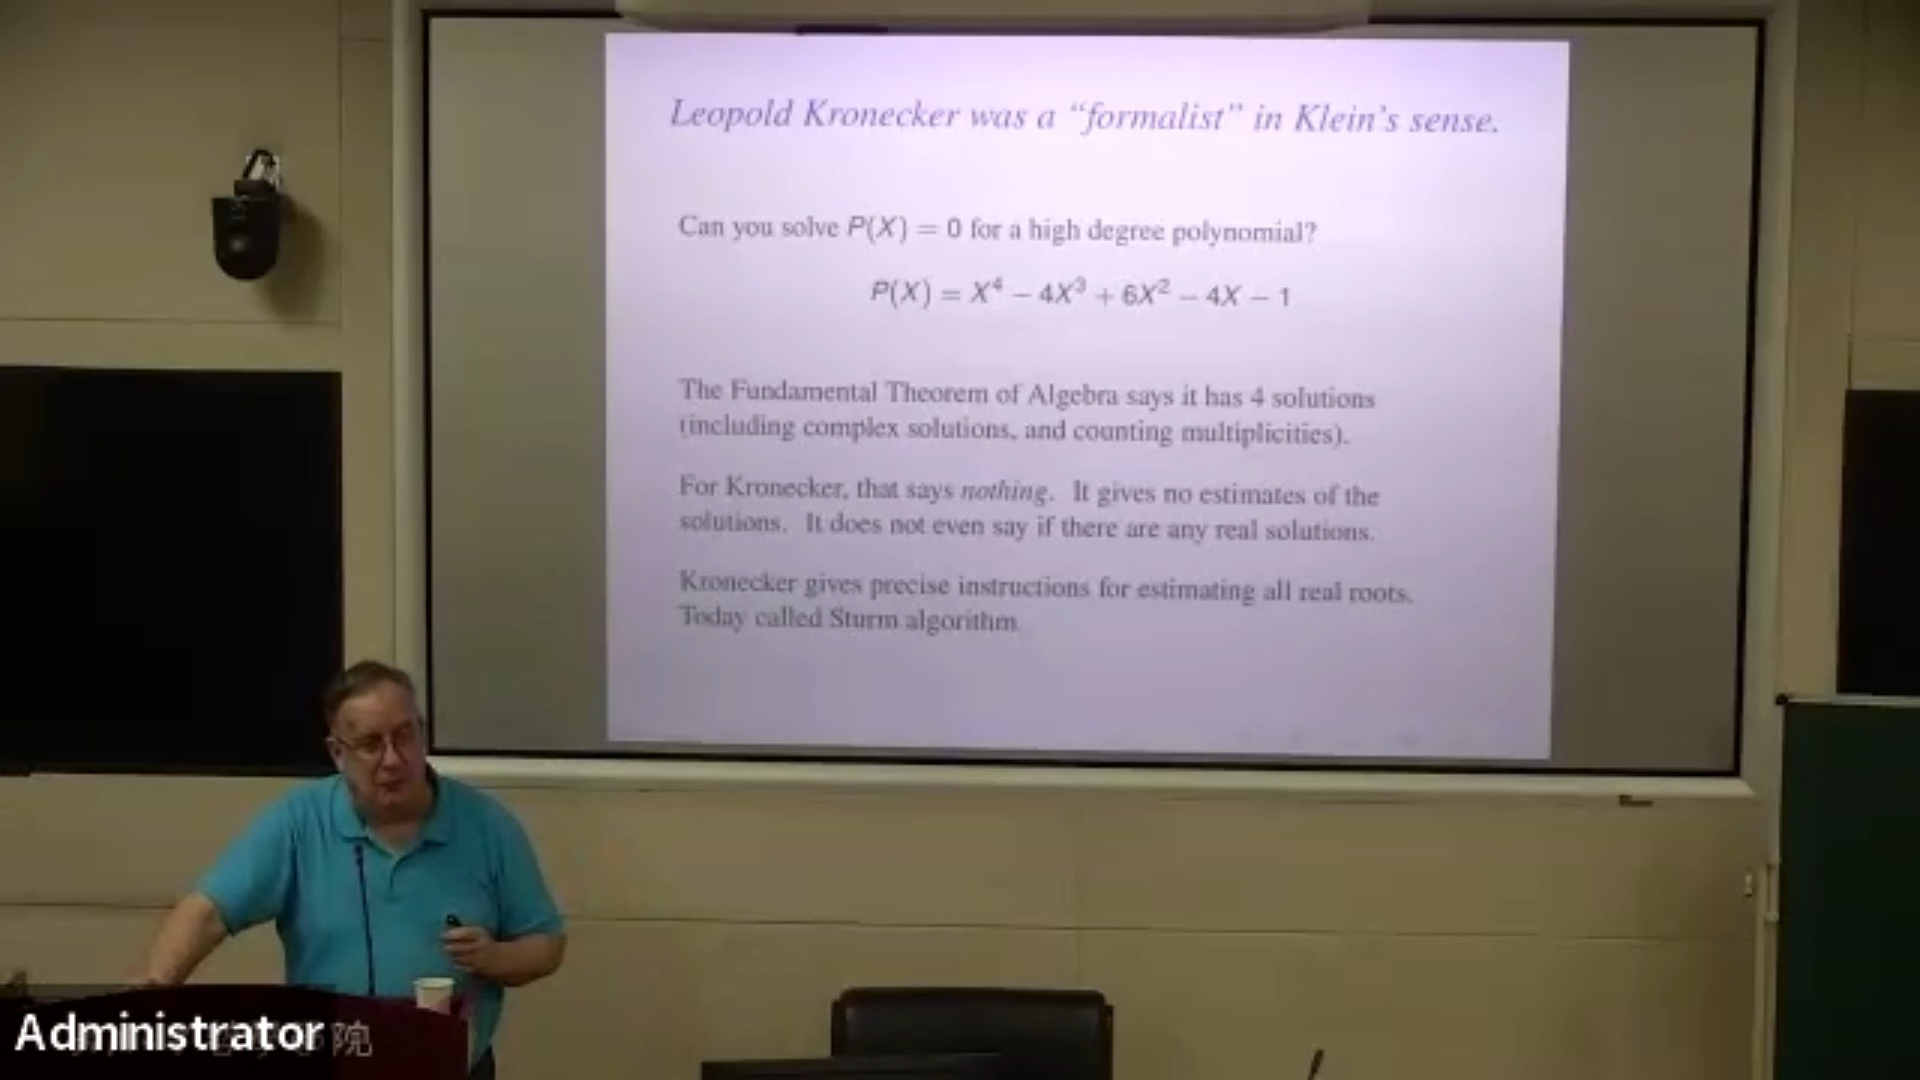 Leopold Kronecker was a “formalist” in Klein’s sense.
Can you solve P(X) = 0 for a high degree polynomial?
P(X) = X⁴ − 4X³ + 6X² − 4X − 1
The Fundamental Theorem of Algebra says it has 4 solutions
(including complex solutions, and counting multiplicities).
For Kronecker, that says nothing. It gives no estimates of the
solutions. It does not even say if there are any real solutions.
Kronecker gives precise instructions for estimating all real roots.
Today called Sturm algorithm
Administrator
院